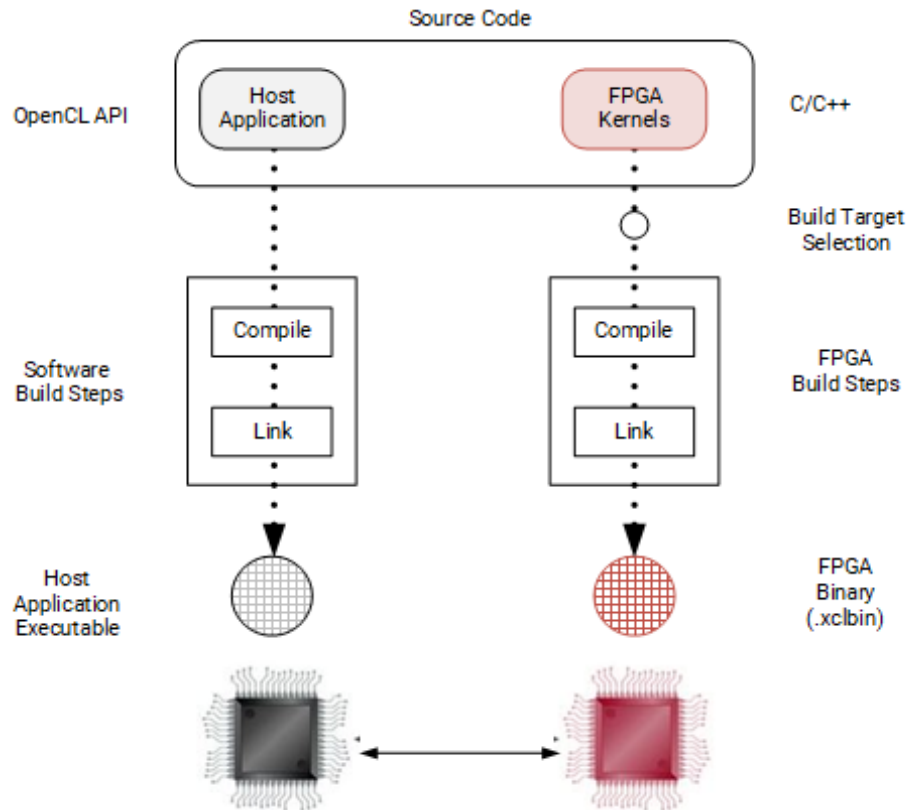 Source Code
OpenCL API
Host
Application
FPGA
Kernels
C/C++
Build Target
Selection
Software
Build Steps
Compile
Link
Compile
Link
FPGA
Build Steps
Host
Application
Executable
FPGA
Binary
(.xclbin)